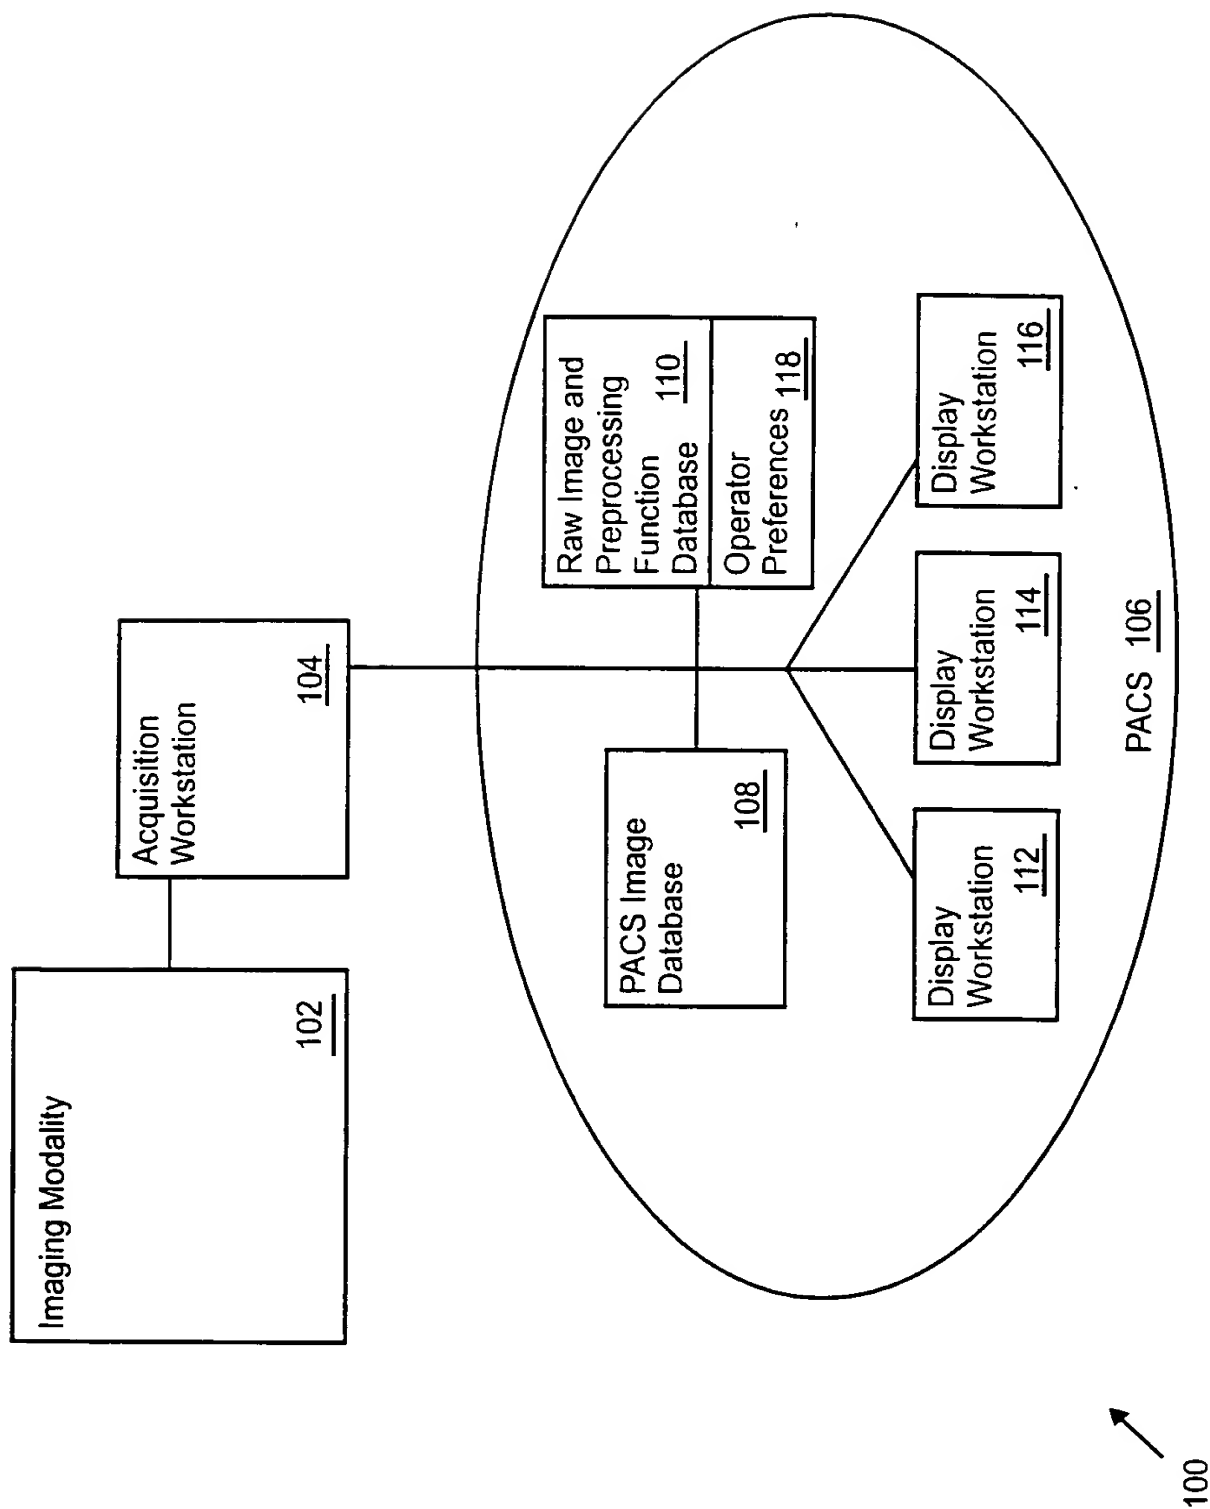 Imaging Modality
102
Acquisition
Workstation
104
PACS Image
Database
108
Raw Image and
Preprocessing
Function
Database
110
Operator
Preferences
118
Display
Workstation
112
Display
Workstation
114
Display
Workstation
116
PACS 106
100